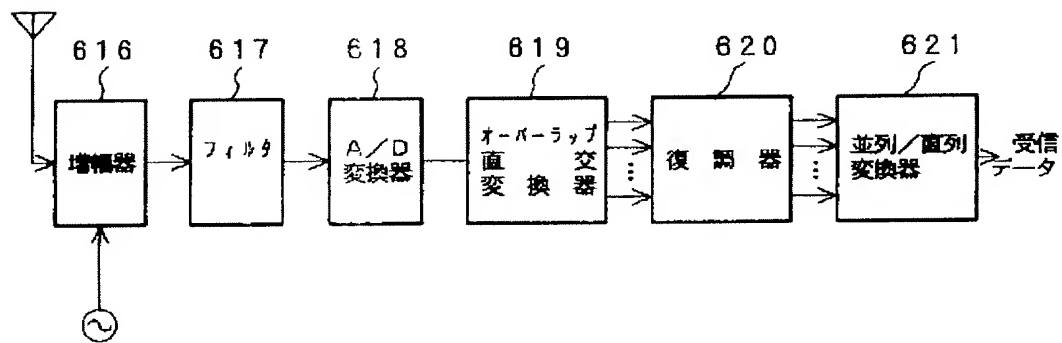 616
617
618
619
620
621
増幅器
フィルタ
A/D
変換器
オーバーラップ
直交
変換器
復調器
並列/直列
変換器
受信
データ